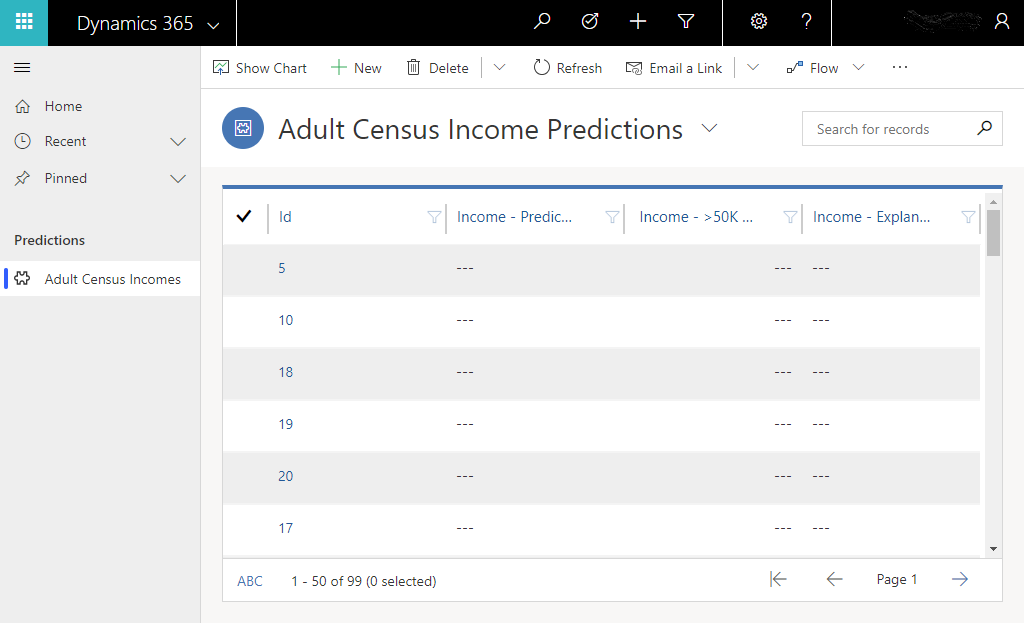 Dynamics 365
?
Show Chart New Delete Refresh Email a Link Flow ...
Home
Recent
Pinned
Predictions
Adult Census Incomes
Adult Census Income Predictions
Search for records
Id Income - Predic... Income - >50K ... Income - Explan...
5 --- --- ---
10 --- --- ---
18 --- --- ---
19 --- --- ---
20 --- --- ---
17 --- --- ---
ABC 1 - 50 of 99 (0 selected) Page 1